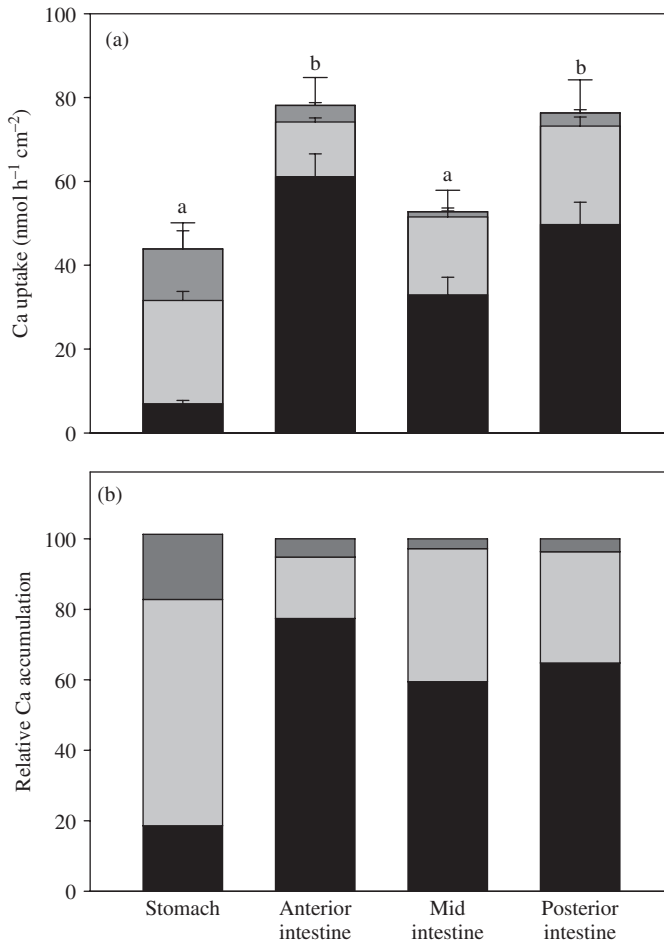 100
(a)
b
b
80
60
a
a
40
20
0
Ca uptake (nmol h⁻¹ cm⁻²)
(b)
100
80
60
40
20
0
Relative Ca accumulation
Stomach
Anterior
intestine
Mid
intestine
Posterior
intestine